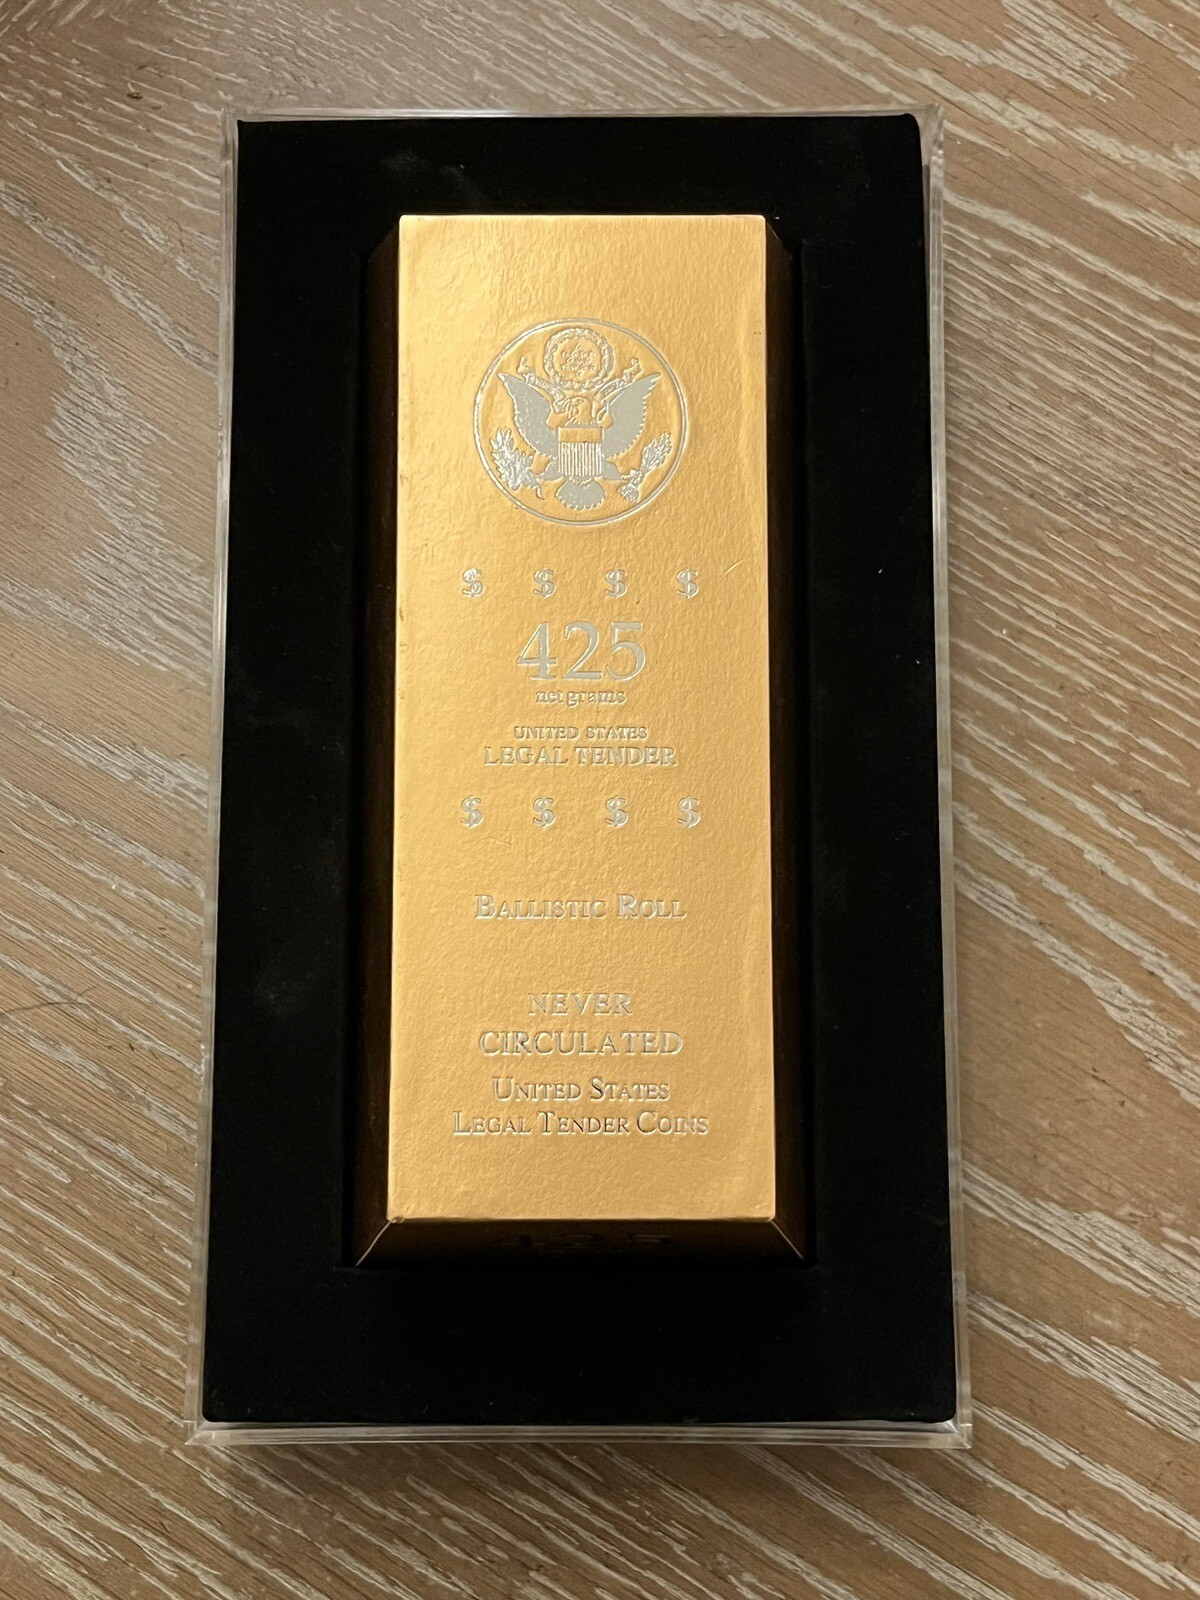 $ $ $ $
425
net grams
UNITED STATES
LEGAL TENDER
$ $ $ $
BALLISTIC ROLL
NEVER
CIRCULATED
UNITED STATES
LEGAL TENDER COINS